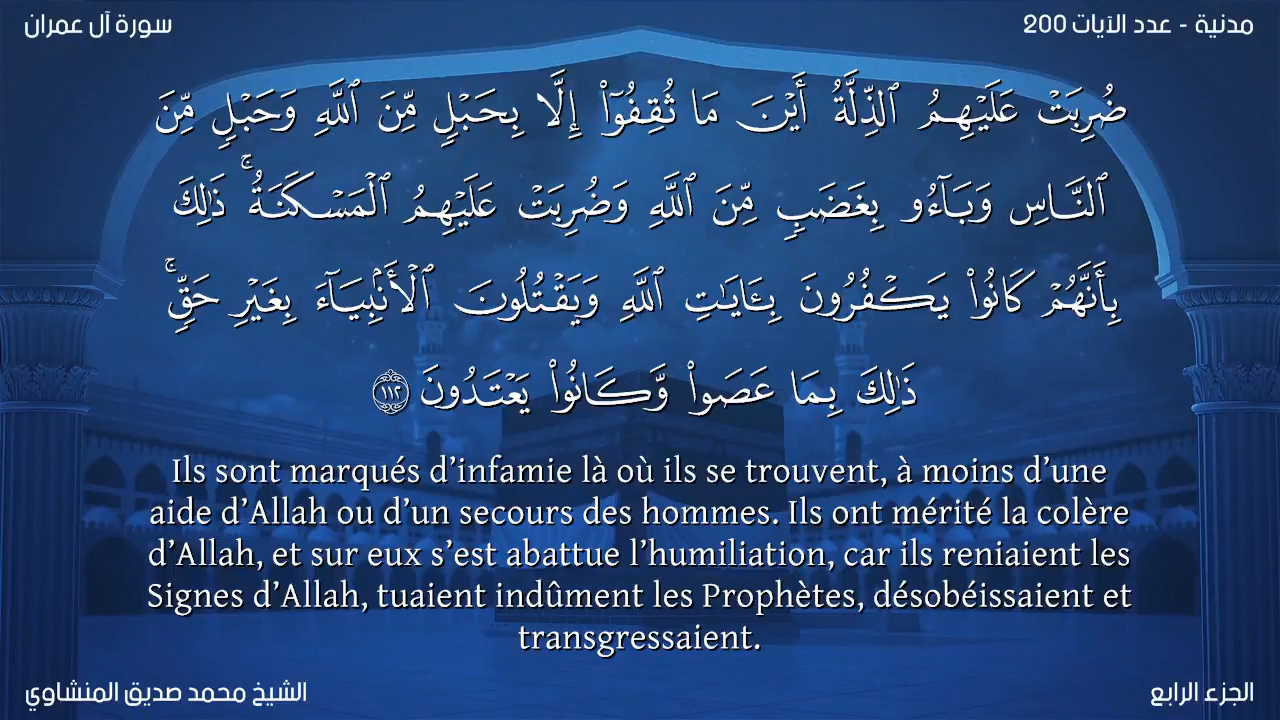 سورة آل عمران
مدنية - عدد الآيات 200
ضُرِبَتْ عَلَيْهِمُ ٱلذِّلَّةُ أَيْنَ مَا ثُقِفُوٓا۟ إِلَّا بِحَبْلٍ مِّنَ ٱللَّهِ وَحَبْلٍ مِّنَ
ٱلنَّاسِ وَبَآءُو بِغَضَبٍ مِّنَ ٱللَّهِ وَضُرِبَتْ عَلَيْهِمُ ٱلْمَسْكَنَةُ ۚ ذَٰلِكَ
بِأَنَّهُمْ كَانُوا۟ يَكْفُرُونَ بِـَٔايَـٰتِ ٱللَّهِ وَيَقْتُلُونَ ٱلْأَنۢبِيَآءَ بِغَيْرِ حَقٍّ ۚ
ذَٰلِكَ بِمَا عَصَوا۟ وَّكَانُوا۟ يَعْتَدُونَ ١١٢
Ils sont marqués d’infamie là où ils se trouvent, à moins d’une
aide d’Allah ou d’un secours des hommes. Ils ont mérité la colère
d’Allah, et sur eux s’est abattue l’humiliation, car ils reniaient les
Signes d’Allah, tuaient indûment les Prophètes, désobéissaient et
transgressaient.
الشيخ محمد صديق المنشاوي
الجزء الرابع